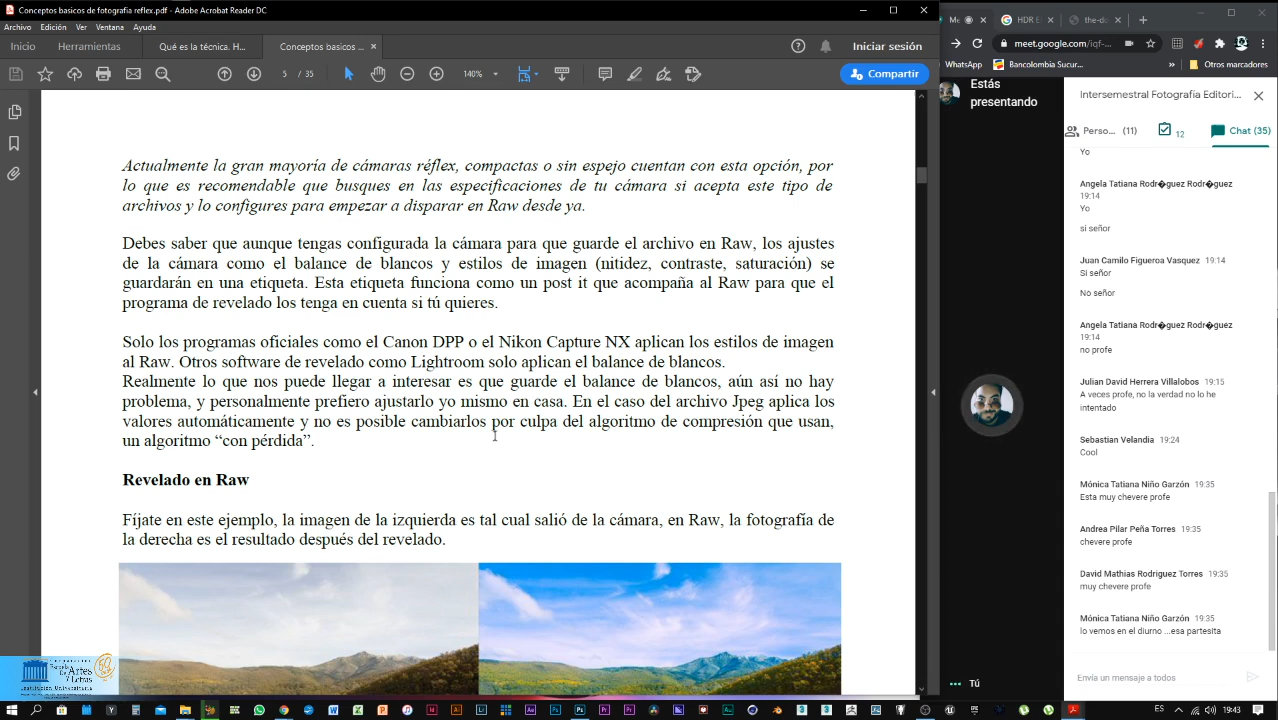 Conceptos basicos de fotografia reflex.pdf - Adobe Acrobat Reader DC
Archivo Edición Ver Ventana Ayuda
Inicio Herramientas Qué es la técnica. H... Conceptos basicos ... × Iniciar sesión
5 / 35 140% Compartir
Actualmente la gran mayoría de cámaras réflex, compactas o sin espejo cuentan con esta opción, por
lo que es recomendable que busques en las especificaciones de tu cámara si acepta este tipo de
archivos y lo configures para empezar a disparar en Raw desde ya.
Debes saber que aunque tengas configurada la cámara para que guarde el archivo en Raw, los ajustes
de la cámara como el balance de blancos y estilos de imagen (nitidez, contraste, saturación) se
guardarán en una etiqueta. Esta etiqueta funciona como un post it que acompaña al Raw para que el
programa de revelado los tenga en cuenta si tú quieres.
Solo los programas oficiales como el Canon DPP o el Nikon Capture NX aplican los estilos de imagen
al Raw. Otros software de revelado como Lightroom solo aplican el balance de blancos.
Realmente lo que nos puede llegar a interesar es que guarde el balance de blancos, aún así no hay
problema, y personalmente prefiero ajustarlo yo mismo en casa. En el caso del archivo Jpeg aplica los
valores automáticamente y no es posible cambiarlos por culpa del algoritmo de compresión que usan,
un algoritmo “con pérdida”.
Revelado en Raw
Fíjate en este ejemplo, la imagen de la izquierda es tal cual salió de la cámara, en Raw, la fotografía de
la derecha es el resultado después del revelado.
Me HDR E the-do
meet.google.com/iqf-
WhatsApp Bancolombia Sucur... » Otros marcadores
Estás
presentando
Intersemestral Fotografía Editori...
Perso... (11) 12 Chat (35)
Yo
Angela Tatiana Rodr�guez Rodr�guez
19:14
Yo
si señor
Juan Camilo Figueroa Vasquez 19:14
Si señor
No señor
Angela Tatiana Rodr�guez Rodr�guez
19:14
no profe
Julian David Herrera Villalobos 19:15
A veces profe, no la verdad no lo he
intentado
Sebastian Velandia 19:24
Cool
Mónica Tatiana Niño Garzón 19:35
Esta muy chevere profe
Andrea Pilar Peña Torres 19:35
chevere profe
David Mathias Rodriguez Torres 19:35
muy chevere profe
Mónica Tatiana Niño Garzón 19:35
lo vemos en el diurno ...esa partesita
Envía un mensaje a todos
Tú
ES 19:43